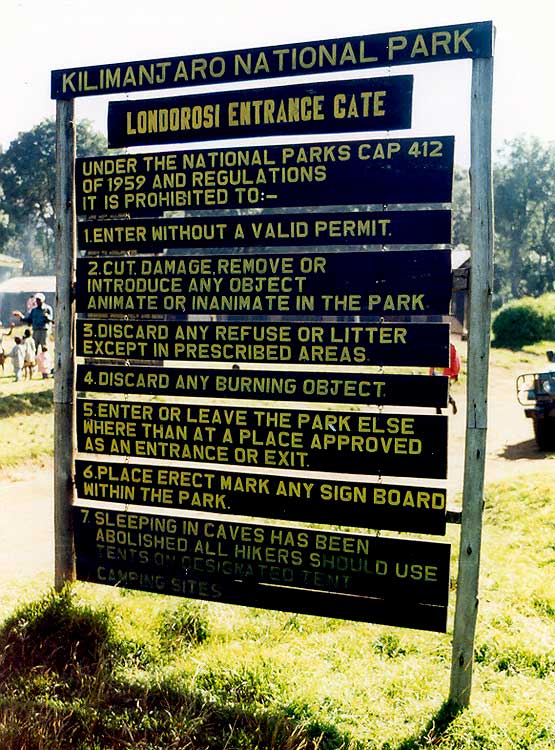 KILIMANJARO NATIONAL PARK
LONDOROSI ENTRANCE GATE
UNDER THE NATIONAL PARKS CAP 412
OF 1959 AND REGULATIONS
IT IS PROHIBITED TO:-
1.ENTER WITHOUT A VALID PERMIT.
2.CUT, DAMAGE, REMOVE OR
INTRODUCE ANY OBJECT
ANIMATE OR INANIMATE IN THE PARK.
3.DISCARD ANY REFUSE OR LITTER
EXCEPT IN PRESCRIBED AREAS.
4.DISCARD ANY BURNING OBJECT.
5.ENTER OR LEAVE THE PARK ELSE
WHERE THAN AT A PLACE APPROVED
AS AN ENTRANCE OR EXIT.
6.PLACE ERECT MARK ANY SIGN BOARD
WITHIN THE PARK.
7. SLEEPING IN CAVES HAS BEEN
ABOLISHED ALL HIKERS SHOULD USE
TENTS ON DESIGNATED TENT
CAMPING SITES